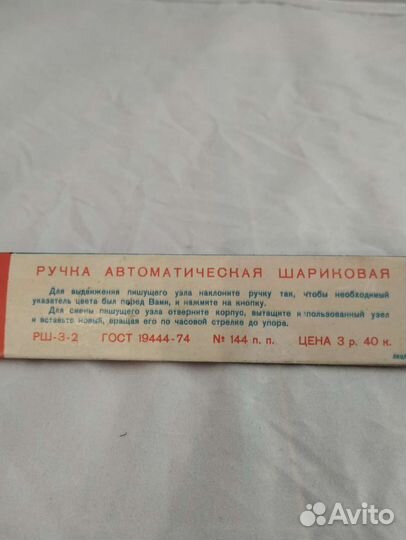 РУЧКА АВТОМАТИЧЕСКАЯ ШАРИКОВАЯ
Для выдвижения пишущего узла наклоните ручку так, чтобы необходимый
указатель цвета был перед Вами, и нажмите на кнопку.
Для смены пишущего узла отверните корпус, вытащите использованный узел
и вставьте новый, вращая его по часовой стрелке до упора.
РШ-3-2 ГОСТ 19444-74 № 144 п. п. ЦЕНА 3 р. 40 к.
Avito